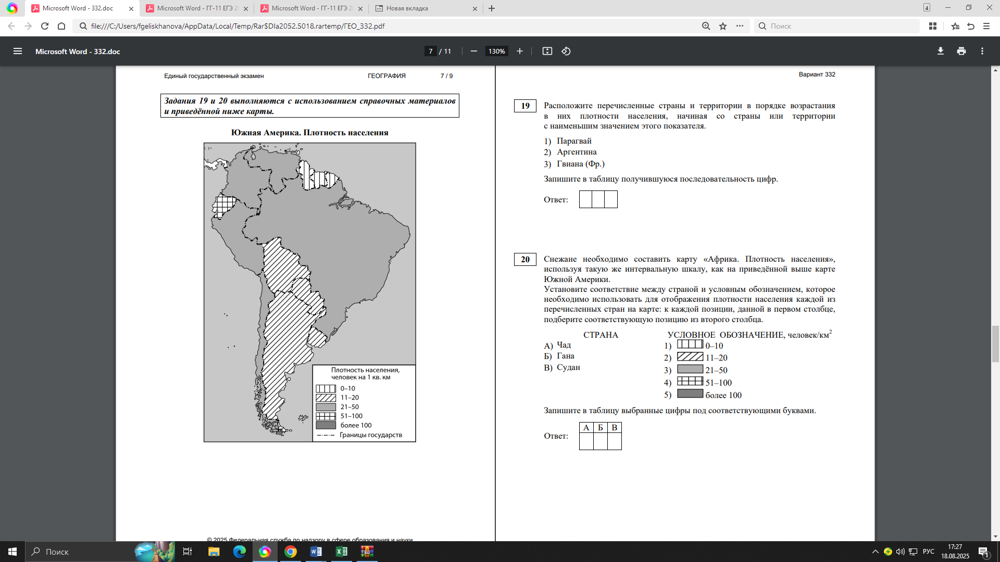 Microsoft Word - 332.doc
Microsoft Word - ГГ-11 ЕГЭ 2
Microsoft Word - ГГ-11 ЕГЭ 2
Новая вкладка
4
file:///C:/Users/fgeliskhanova/AppData/Local/Temp/Rar$DIa2052.5018.rartemp/ГЕО_332.pdf
Поиск
Microsoft Word - 332.doc
7 / 11
130%
Единый государственный экзамен ГЕОГРАФИЯ 7 / 9
Задания 19 и 20 выполняются с использованием справочных материалов
и приведённой ниже карты.
Южная Америка. Плотность населения
Плотность населения,
человек на 1 кв. км
0–10
11–20
21–50
51–100
более 100
Границы государств
© 2025 Федеральная служба по надзору в сфере образования и науки
Вариант 332
19
Расположите перечисленные страны и территории в порядке возрастания
в них плотности населения, начиная со страны или территории
с наименьшим значением этого показателя.
1) Парагвай
2) Аргентина
3) Гвиана (Фр.)
Запишите в таблицу получившуюся последовательность цифр.
Ответ:
20
Снежане необходимо составить карту «Африка. Плотность населения»,
используя такую же интервальную шкалу, как на приведённой выше карте
Южной Америки.
Установите соответствие между страной и условным обозначением, которое
необходимо использовать для отображения плотности населения каждой из
перечисленных стран на карте: к каждой позиции, данной в первом столбце,
подберите соответствующую позицию из второго столбца.
СТРАНА
А) Чад
Б) Гана
В) Судан
УСЛОВНОЕ ОБОЗНАЧЕНИЕ, человек/км²
1) 0–10
2) 11–20
3) 21–50
4) 51–100
5) более 100
Запишите в таблицу выбранные цифры под соответствующими буквами.
Ответ:
А Б В
Поиск
РУС
17:27
18.08.2025
1